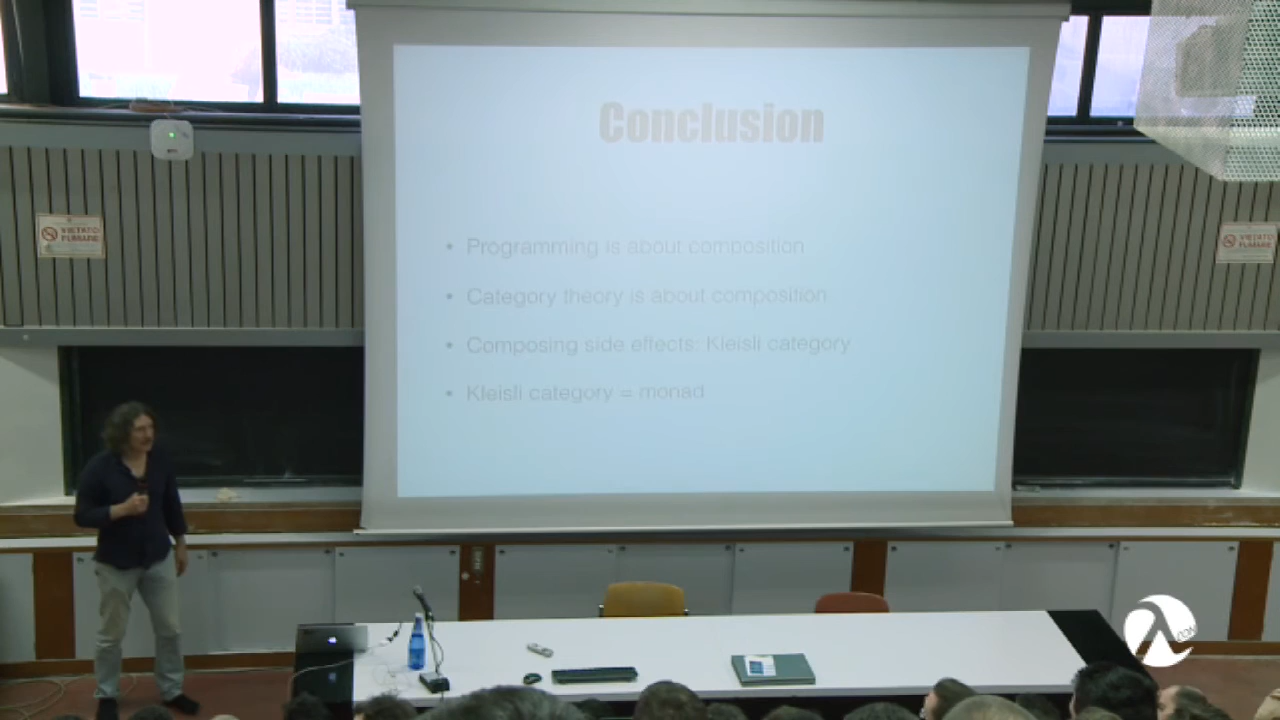 Conclusion
• Programming is about composition
• Category theory is about composition
• Composing side effects: Kleisli category
• Kleisli category = monad
VIETATO
FUMARE
VIETATO
FUMARE
λ.CON